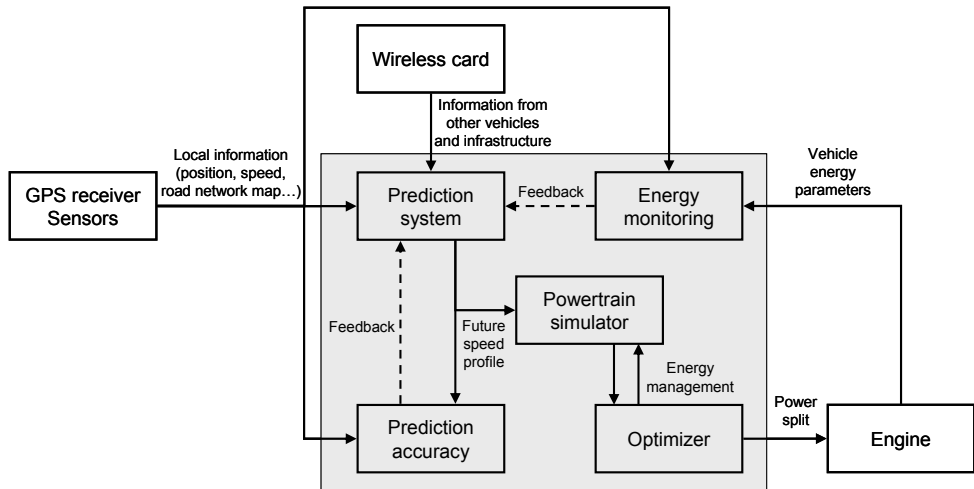 Wireless card
Information from
other vehicles
and infrastructure
Local information
(position, speed,
road network map…)
Vehicle
energy
parameters
GPS receiver
Sensors
Prediction
system
Feedback
Energy
monitoring
Powertrain
simulator
Feedback
Future
speed
profile
Energy
management
Prediction
accuracy
Optimizer
Power
split
Engine